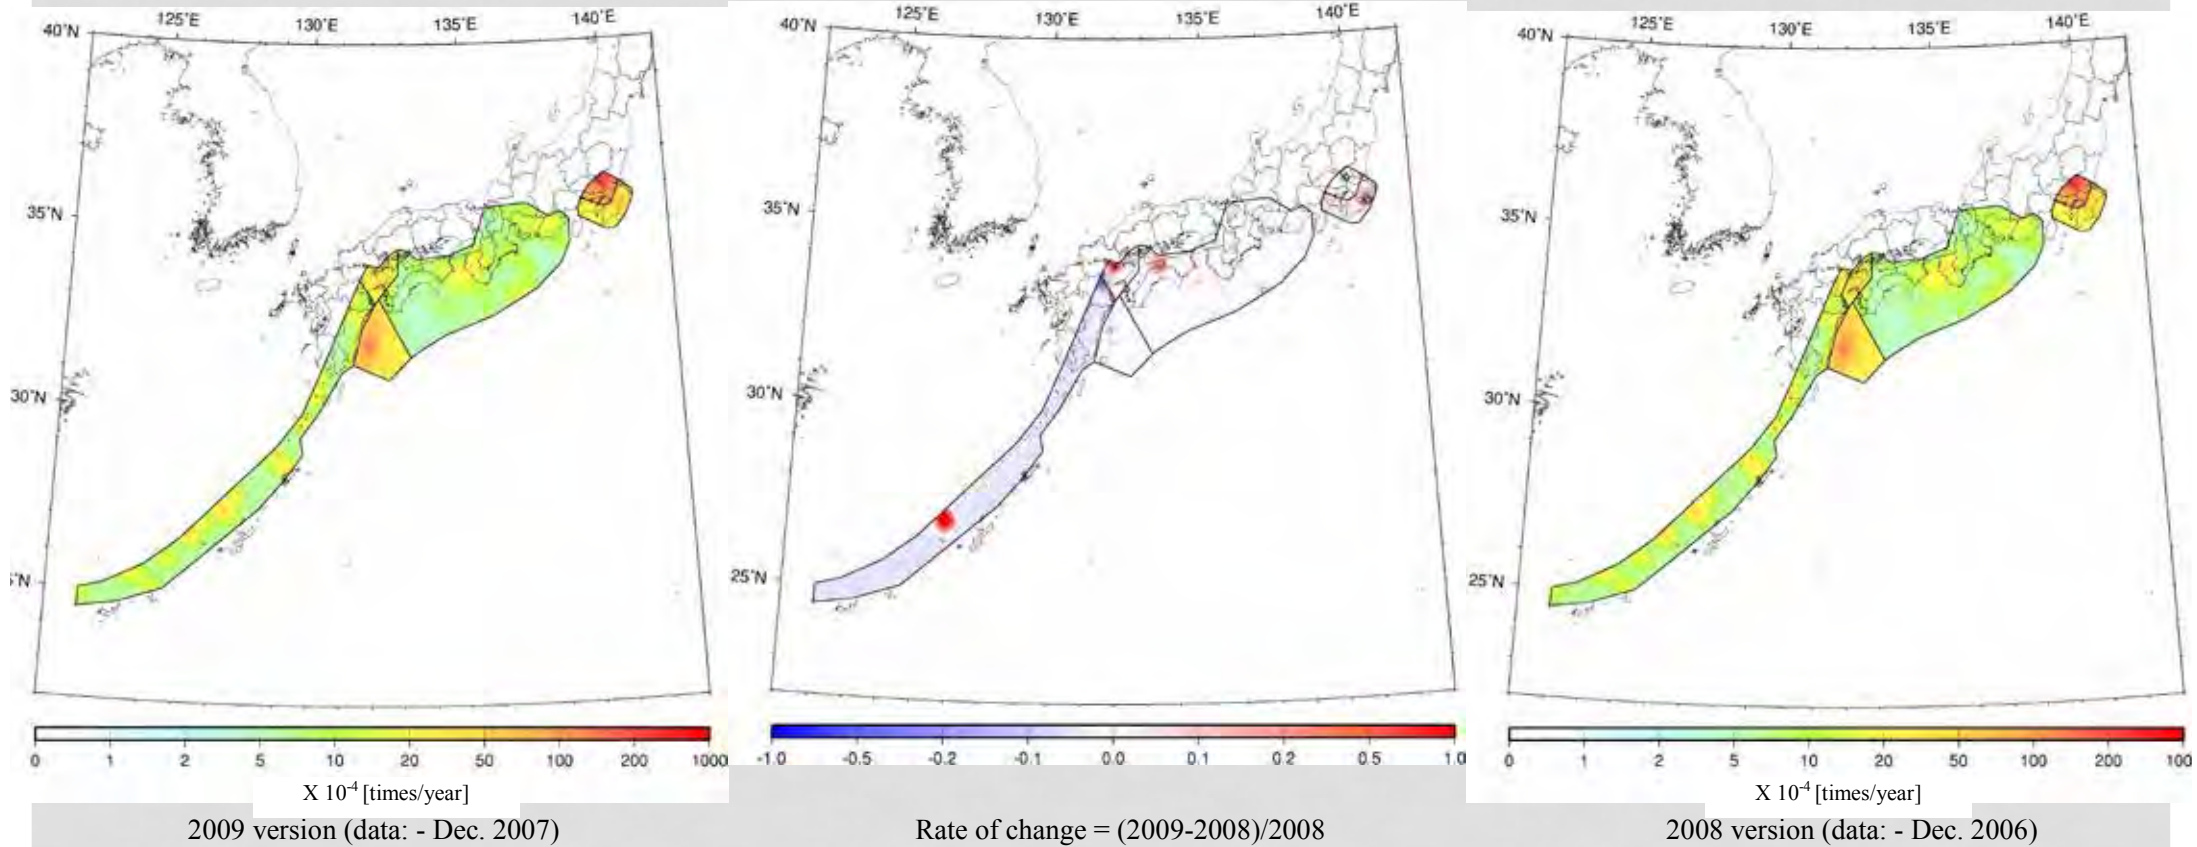 125°E 130°E 135°E 140°E
40°N
35°N
30°N
5°N
0 1 2 5 10 20 50 100 200 1000
X 10-4 [times/year]
2009 version (data: - Dec. 2007)
125°E 130°E 135°E 140°E
40°N
35°N
30°N
25°N
-1.0 -0.5 -0.2 -0.1 0.0 0.1 0.2 0.5 1.0
Rate of change = (2009-2008)/2008
125°E 130°E 135°E 140°E
40°N
35°N
30°N
25°N
0 1 2 5 10 20 50 100 200 100
X 10-4 [times/year]
2008 version (data: - Dec. 2006)